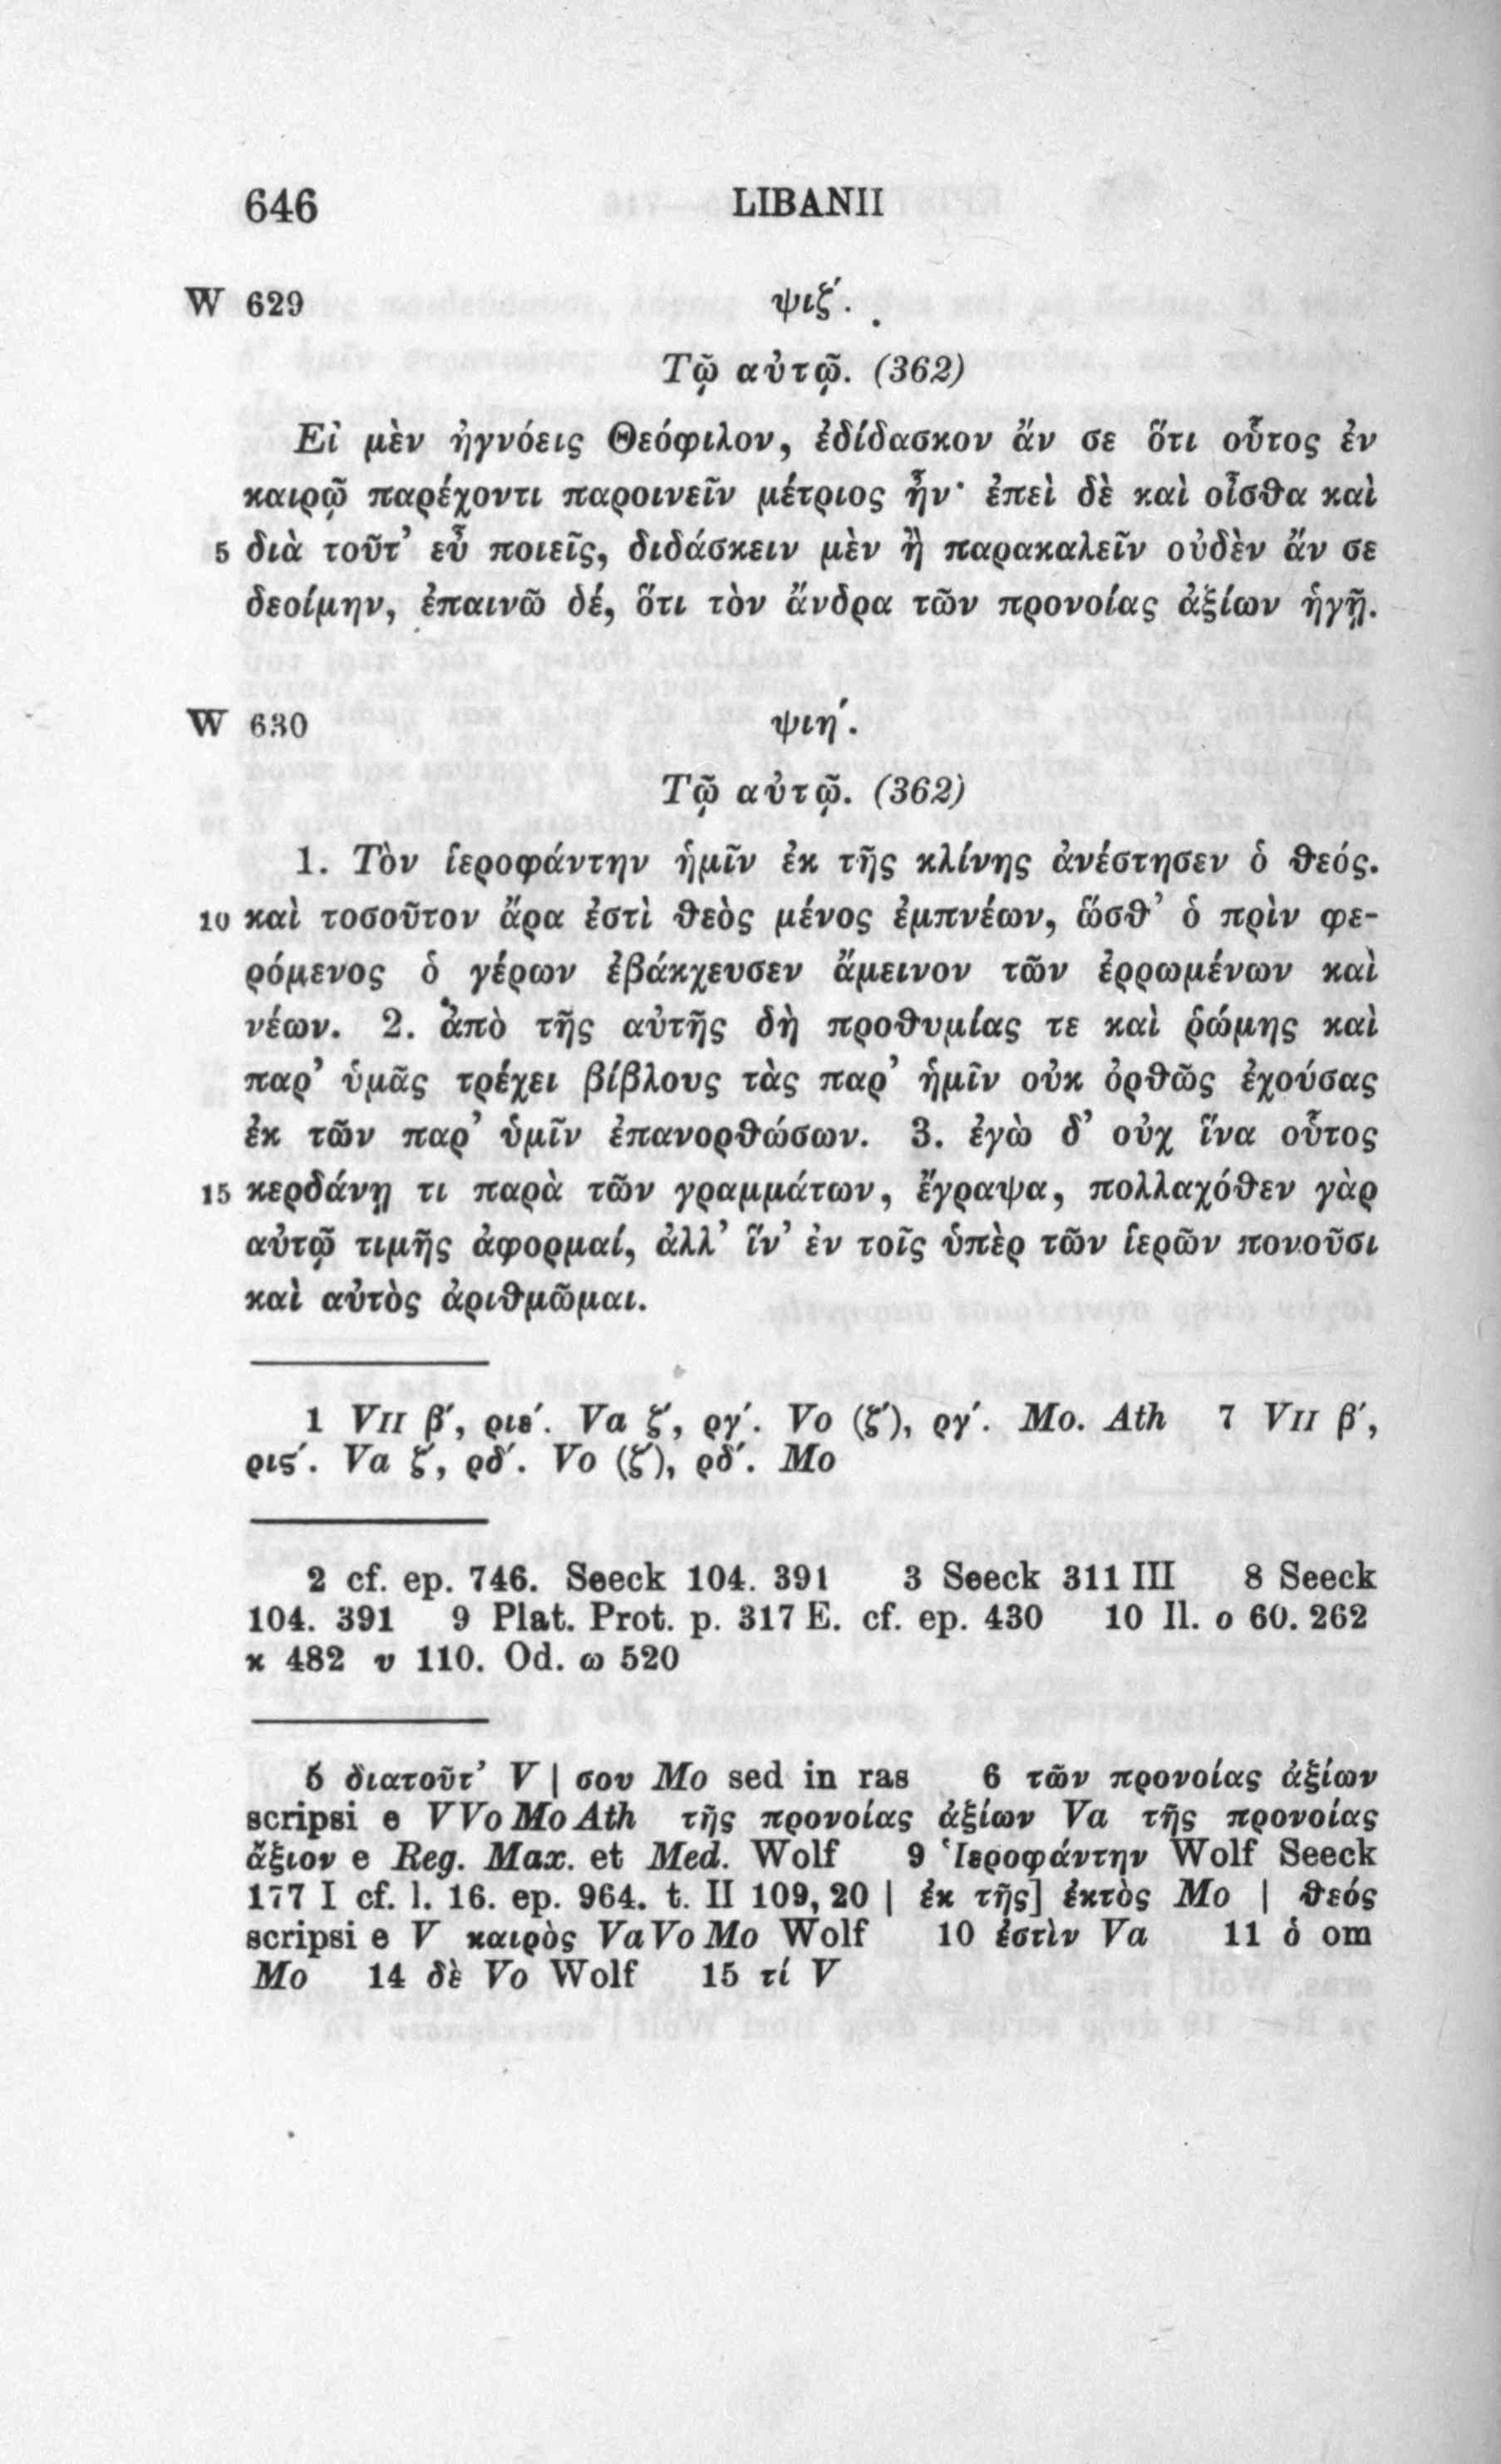 646 LIBANII
W 629 ψιζ′.
Τῷ αὐτῷ. (362)
Εἰ μὲν ἠγνόεις Θεόφιλον, ἐδίδασκον ἄν σε ὅτι οὗτος ἐν
καιρῷ παρέχοντι παροινεῖν μέτριος ἦν· ἐπεὶ δὲ καὶ οἶσθα καὶ
5 διὰ τοῦτ’ εὖ ποιεῖς, διδάσκειν μὲν ἢ παρακαλεῖν οὐδὲν ἄν σε
δεοίμην, ἐπαινῶ δέ, ὅτι τὸν ἄνδρα τῶν προνοίας ἀξίων ἡγῇ.
W 630 ψιη′.
Τῷ αὐτῷ. (362)
1. Τὸν ἱεροφάντην ἡμῖν ἐκ τῆς κλίνης ἀνέστησεν ὁ θεός.
10 καὶ τοσοῦτον ἄρα ἐστὶ θεὸς μένος ἐμπνέων, ὥσθ’ ὁ πρὶν φε-
ρόμενος ὁ γέρων ἐβάκχευσεν ἄμεινον τῶν ἐρρωμένων καὶ
νέων. 2. ἀπὸ τῆς αὐτῆς δὴ προθυμίας τε καὶ ῥώμης καὶ
παρ’ ὑμᾶς τρέχει βίβλους τὰς παρ’ ἡμῖν οὐκ ὀρθῶς ἐχούσας
ἐκ τῶν παρ’ ὑμῖν ἐπανορθώσων. 3. ἐγὼ δ’ οὐχ ἵνα οὗτος
15 κερδάνῃ τι παρὰ τῶν γραμμάτων, ἔγραψα, πολλαχόθεν γὰρ
αὐτῷ τιμῆς ἀφορμαί, ἀλλ’ ἵν’ ἐν τοῖς ὑπὲρ τῶν ἱερῶν πονοῦσι
καὶ αὐτὸς ἀριθμῶμαι.
1 VII β′, ριε′. Va ζ′, ργ′. Vo (ζ′), ργ′. Mo. Ath 7 VII β′,
ρις′. Va ζ′, ρδ′. Vo (ζ′), ρδ′. Mo
2 cf. ep. 746. Seeck 104. 391 3 Seeck 311 III 8 Seeck
104. 391 9 Plat. Prot. p. 317 E. cf. ep. 430 10 Il. ο 60. 262
κ 482 υ 110. Od. ω 520
5 διατοῦτ’ V | σου Mo sed in ras 6 τῶν προνοίας ἀξίων
scripsi e V Vo Mo Ath τῆς προνοίας ἀξίων Va τῆς προνοίας
ἄξιον e Reg. Max. et Med. Wolf 9 Ἱεροφάντην Wolf Seeck
177 I cf. l. 16. ep. 964. t. II 109, 20 | ἐκ τῆς] ἐκτὸς Mo | θεός
scripsi e V καιρὸς Va Vo Mo Wolf 10 ἐστὶν Va 11 ὁ om
Mo 14 δὲ Vo Wolf 15 τί V